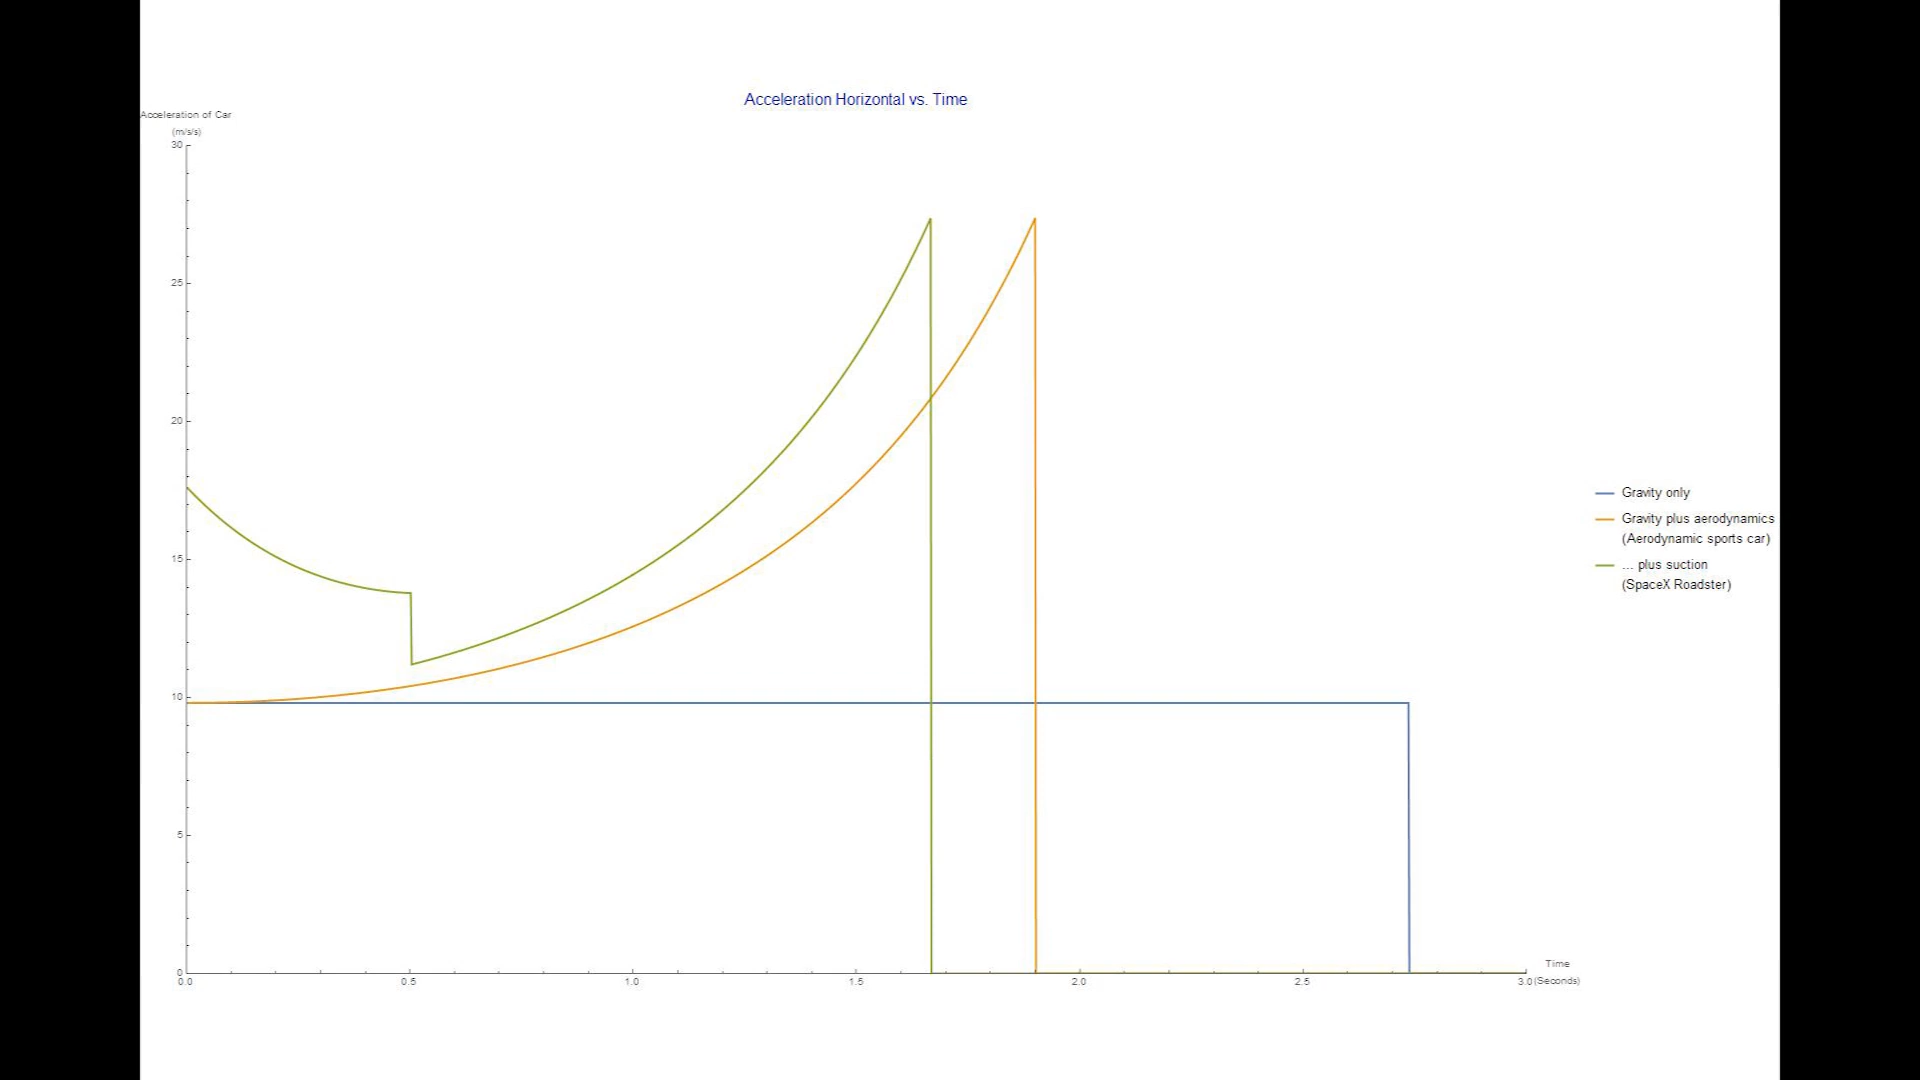 Acceleration Horizontal vs. Time
Acceleration of Car
(m/s/s)
30
25
20
15
10
5
0
0.0
0.5
1.0
1.5
2.0
2.5
3.0
Time
(Seconds)
Gravity only
Gravity plus aerodynamics
(Aerodynamic sports car)
... plus suction
(SpaceX Roadster)